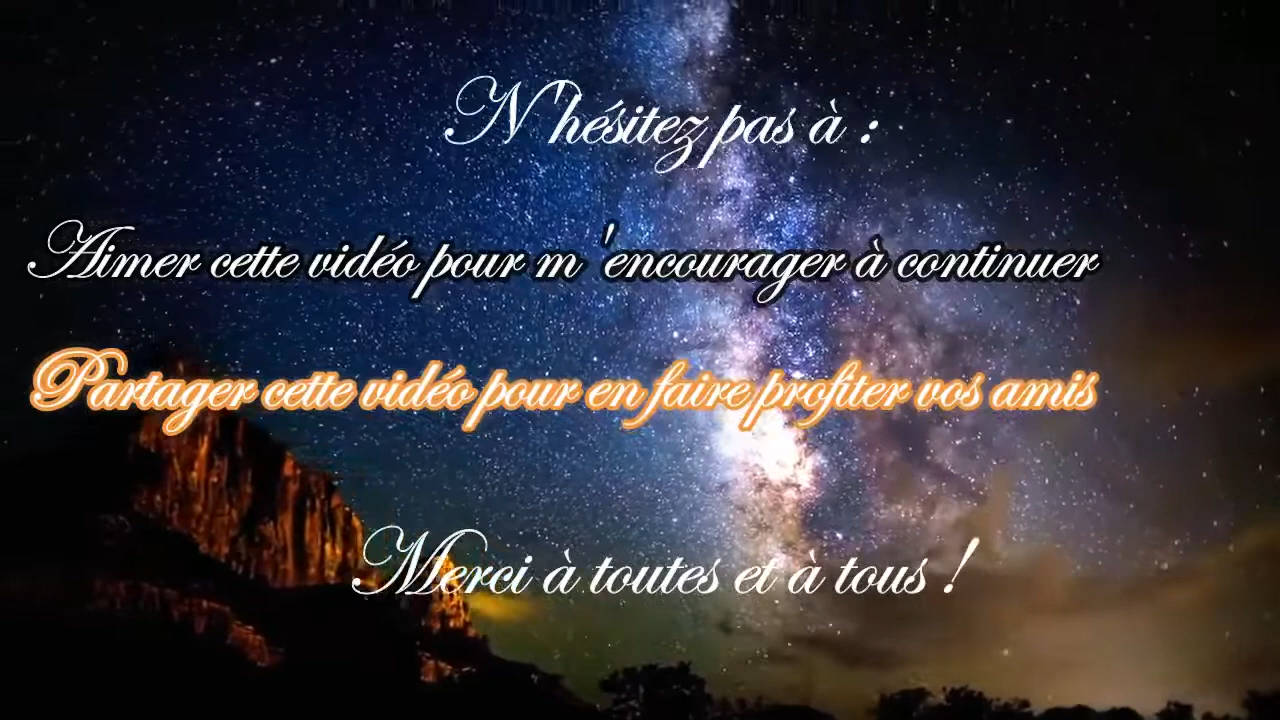 N'hésitez pas à :
Aimer cette vidéo pour m 'encourager à continuer
Partager cette vidéo pour en faire profiter vos amis
Merci à toutes et à tous !